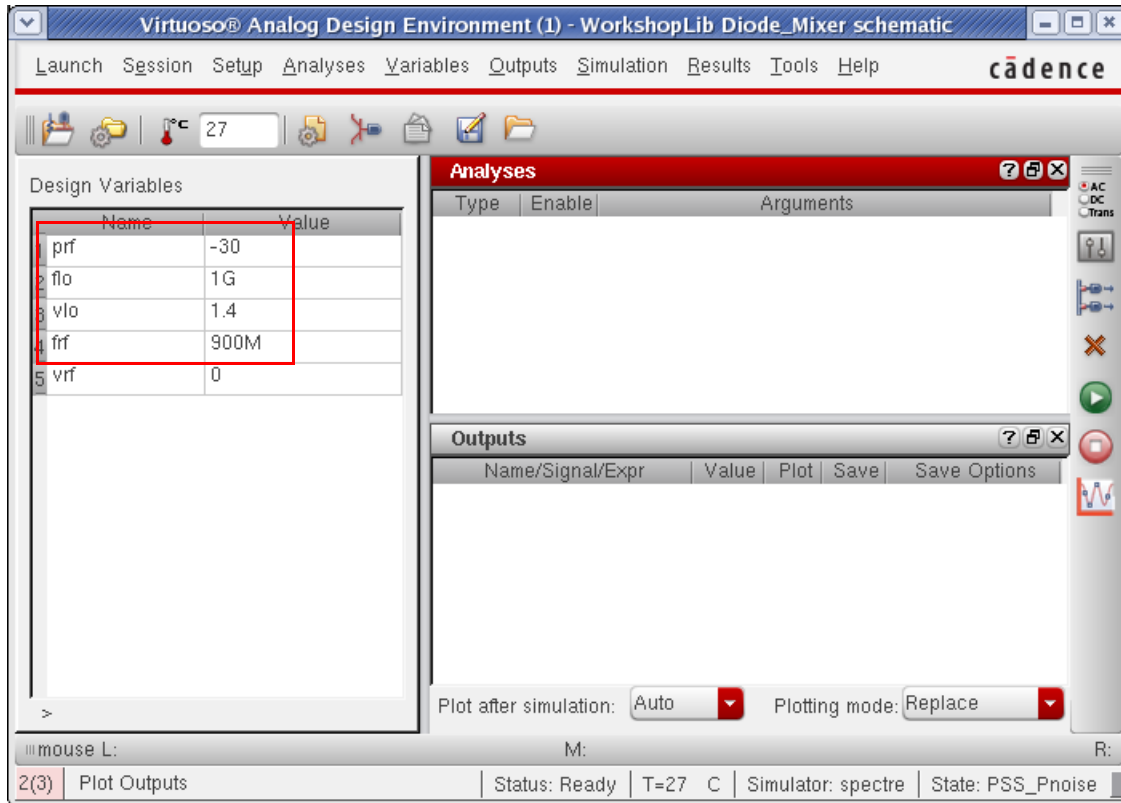 Virtuoso® Analog Design Environment (1) - WorkshopLib Diode_Mixer schematic
Launch Session Setup Analyses Variables Outputs Simulation Results Tools Help cādence
°C 27
Design Variables
Name Value
1 prf -30
2 flo 1G
3 vlo 1.4
4 frf 900M
5 vrf 0
>
Analyses
Type Enable Arguments
AC
DC
Trans
Outputs
Name/Signal/Expr Value Plot Save Save Options
Plot after simulation: Auto Plotting mode: Replace
mouse L: M: R:
2(3) Plot Outputs Status: Ready T=27 C Simulator: spectre State: PSS_Pnoise